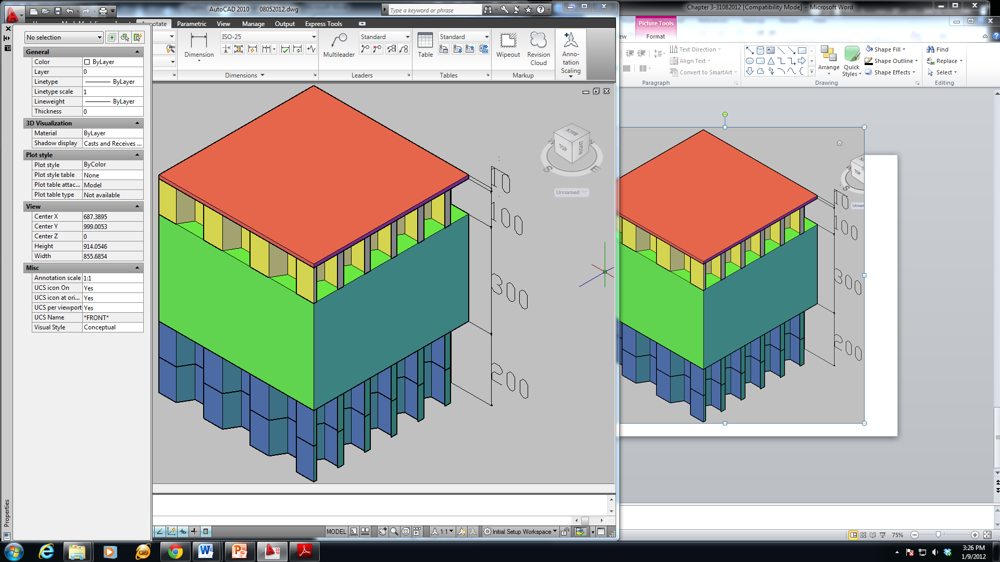 AutoCAD 2010 08052012.dwg
Type a keyword or phrase
Chapter 3-31082012 [Compatibility Mode] - Microsoft Word
Parametric View Manage Output Express Tools
Picture Tools
Format
No selection
General
Color ByLayer
Layer 0
Linetype ByLayer
Linetype scale 1
Lineweight ByLayer
Thickness 0
3D Visualization
Material ByLayer
Shadow display Casts and Receives ...
Plot style
Plot style ByColor
Plot style table None
Plot table attac... Model
Plot table type Not available
View
Center X 687.3895
Center Y 999.0053
Center Z 0
Height 914.0546
Width 855.6854
Misc
Annotation scale 1:1
UCS icon On Yes
UCS icon at ori... Yes
UCS per viewport Yes
UCS Name *FRONT*
Visual Style Conceptual
Properties
Dimension
ISO-25
Dimensions
Multileader
Standard
Leaders
Table
Standard
Tables
Wipeout
Revision
Cloud
Markup
Anno-
tation
Scaling
BACK
TOP
RIGHT
N
S
E
Unnamed
10
100
300
200
MODEL
1:1
Initial Setup Workspace
Text Direction
Align Text
Convert to SmartArt
Paragraph
Arrange
Quick
Styles
Shape Fill
Shape Outline
Shape Effects
Drawing
Find
Replace
Select
Editing
TOP
10
100
300
200
75%
3:26 PM
1/9/2012